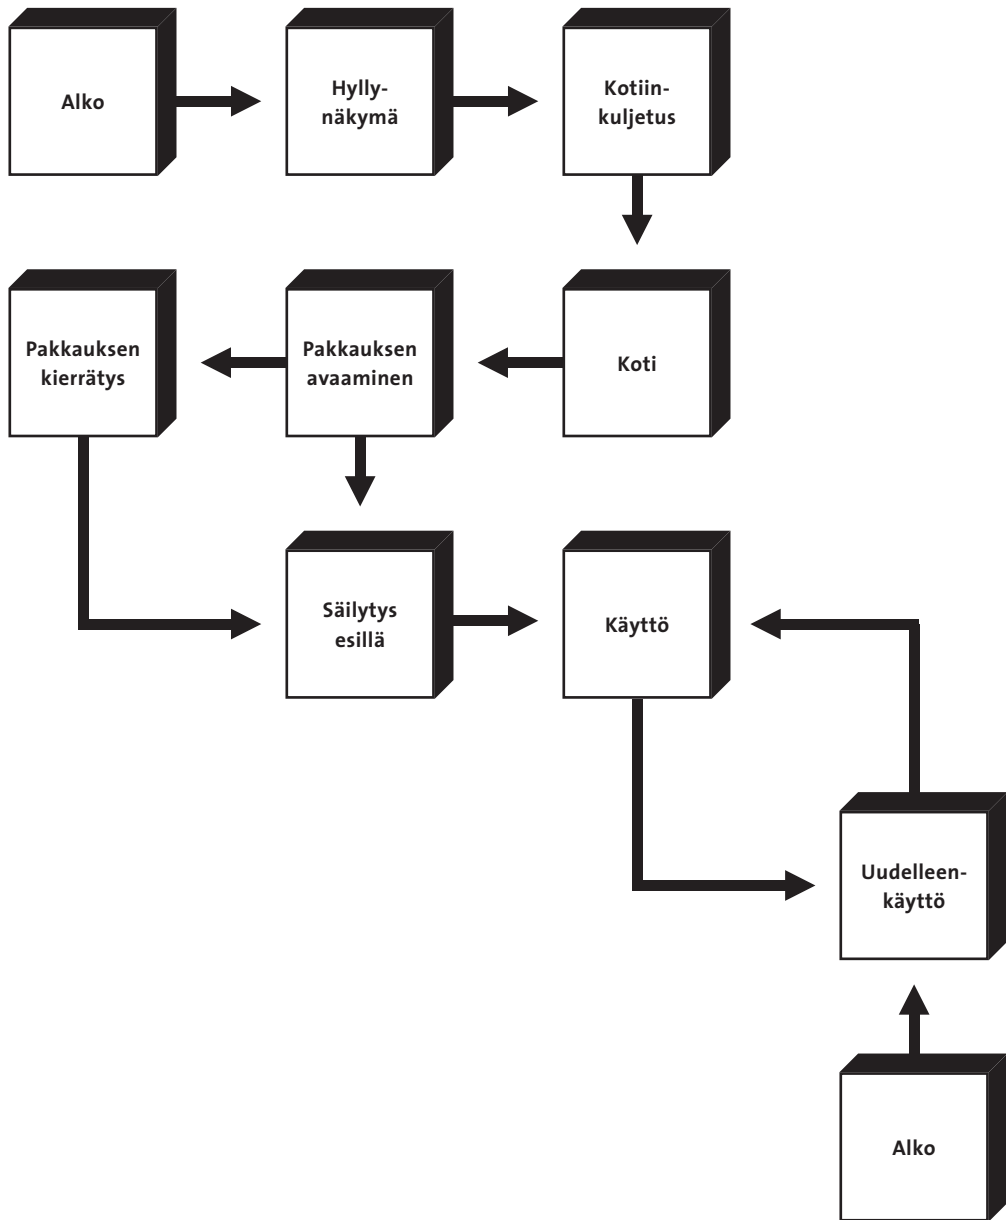 Alko
Hylly-
näkymä
Kotiin-
kuljetus
Pakkauksen
kierrätys
Pakkauksen
avaaminen
Koti
Säilytys
esillä
Käyttö
Uudelleen-
käyttö
Alko